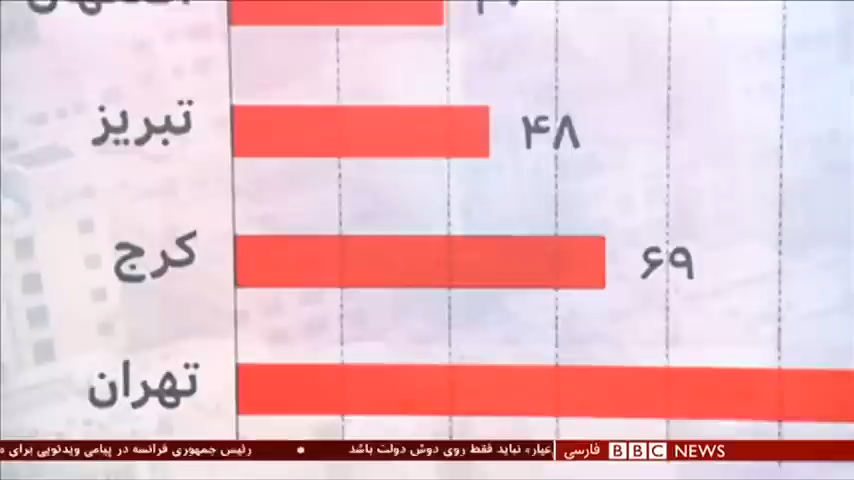 تبریز ۴۸
کرج ۶۹
تهران
نباید فقط روی دوش دولت باشد • رئیس جمهوری فرانسه در پیامی ویدئویی برای
BBC NEWS فارسی